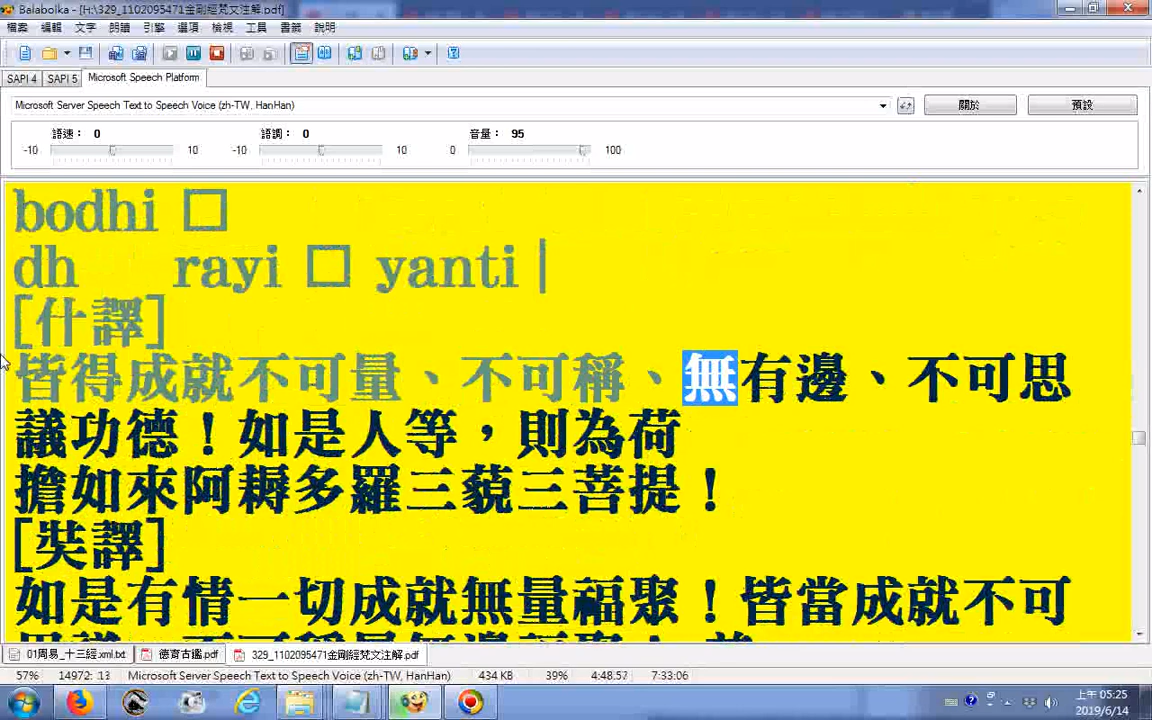 Balabolka - [H:\329_1102095471金剛經梵文注解.pdf]
檔案 編輯 文字 朗讀 引擎 選項 檢視 工具 書籤 說明
SAPI 4 SAPI 5 Microsoft Speech Platform
Microsoft Server Speech Text to Speech Voice (zh-TW, HanHan) 關於 預設
語速： 0 語調： 0 音量： 95
-10 10 -10 10 0 100
bodhi □
dh rayi □ yanti |
[什譯]
皆得成就不可量、不可稱、無有邊、不可思
議功德！如是人等，則為荷
擔如來阿耨多羅三藐三菩提！
[奘譯]
如是有情一切成就無量福聚！皆當成就不可
01周易_十三經.xml.txt 德育古鑑.pdf 329_1102095471金剛經梵文注解.pdf
57% 14972: 13 Microsoft Server Speech Text to Speech Voice (zh-TW, HanHan) 434 KB 39% 4:48:57 7:33:06
上午 05:25
2019/6/14